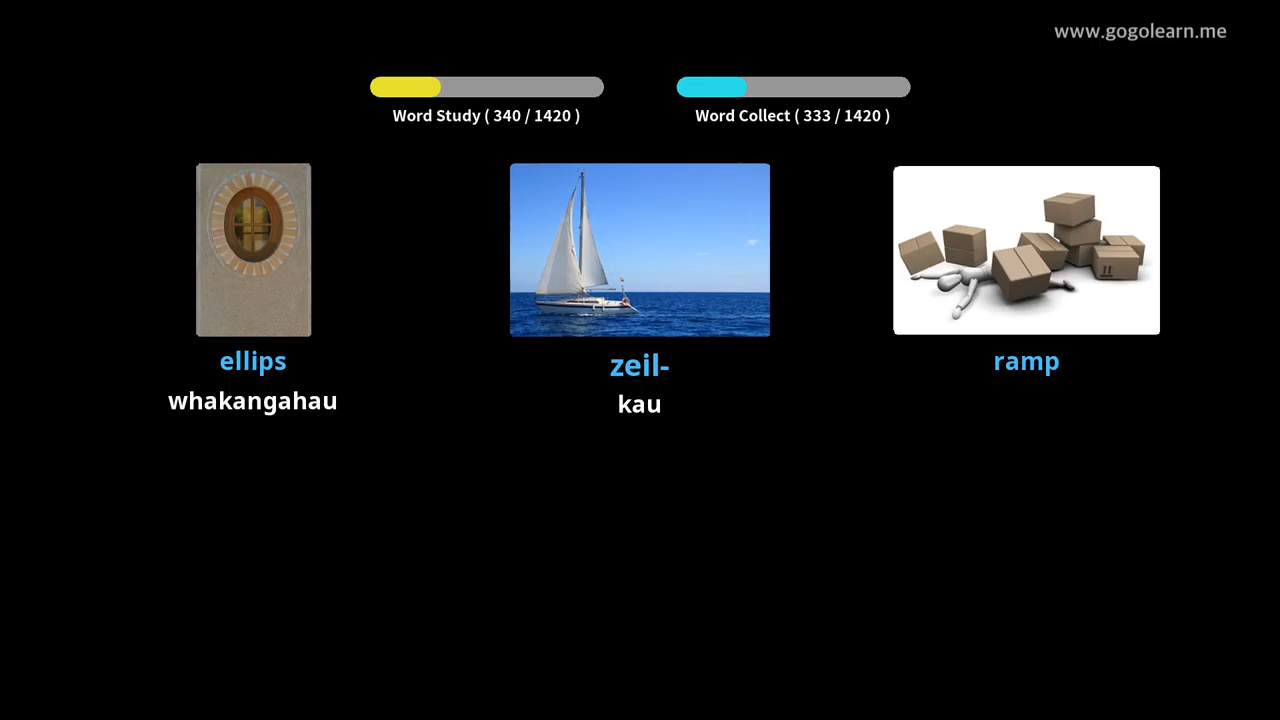 www.gogolearn.me
Word Study ( 340 / 1420 )
Word Collect ( 333 / 1420 )
ellips
whakangahau
zeil-
kau
ramp